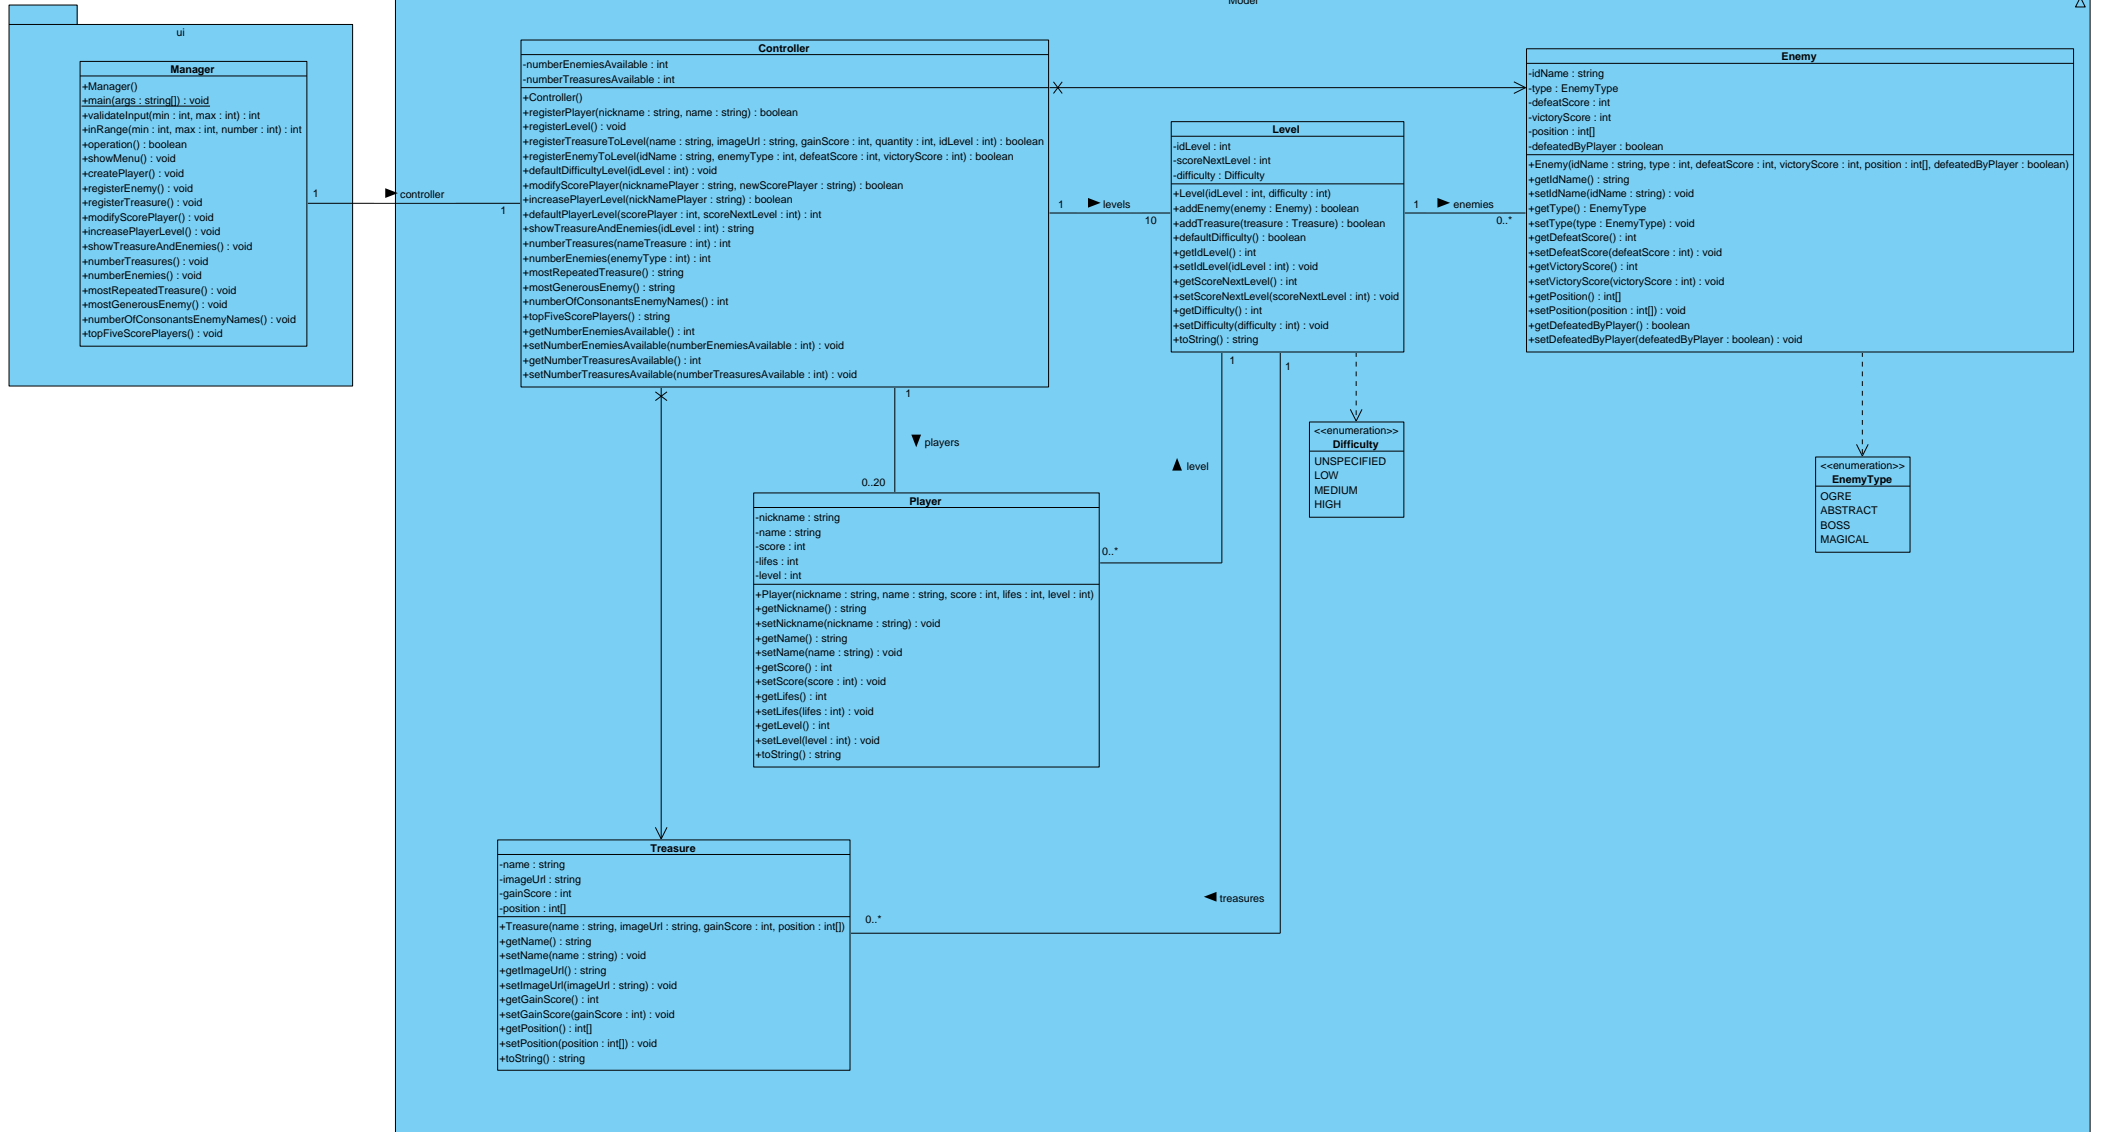 ui
Manager
+Manager()
+main(args : string[]) : void
+validateInput(min : int, max : int) : int
+inRange(min : int, max : int, number : int) : int
+operation() : boolean
+showMenu() : void
+createPlayer() : void
+registerEnemy() : void
+registerTreasure() : void
+modifyScorePlayer() : void
+increasePlayerLevel() : void
+showTreasureAndEnemies() : void
+numberTreasures() : void
+numberEnemies() : void
+mostRepeatedTreasure() : void
+mostGenerousEnemy() : void
+numberOfConsonantsEnemyNames() : void
+topFiveScorePlayers() : void
1
controller
1
Model
Controller
-numberEnemiesAvailable : int
-numberTreasuresAvailable : int
+Controller()
+registerPlayer(nickname : string, name : string) : boolean
+registerLevel() : void
+registerTreasureToLevel(name : string, imageUrl : string, gainScore : int, quantity : int, idLevel : int) : boolean
+registerEnemyToLevel(idName : string, enemyType : int, defeatScore : int, victoryScore : int) : boolean
+defaultDifficultyLevel(idLevel : int) : void
+modifyScorePlayer(nicknamePlayer : string, newScorePlayer : string) : boolean
+increasePlayerLevel(nickNamePlayer : string) : boolean
+defaultPlayerLevel(scorePlayer : int, scoreNextLevel : int) : int
+showTreasureAndEnemies(idLevel : int) : string
+numberTreasures(nameTreasure : int) : int
+numberEnemies(enemyType : int) : int
+mostRepeatedTreasure() : string
+mostGenerousEnemy() : string
+numberOfConsonantsEnemyNames() : int
+topFiveScorePlayers() : string
+getNumberEnemiesAvailable() : int
+setNumberEnemiesAvailable(numberEnemiesAvailable : int) : void
+getNumberTreasuresAvailable() : int
+setNumberTreasuresAvailable(numberTreasuresAvailable : int) : void
1
levels
10
Level
-idLevel : int
-scoreNextLevel : int
-difficulty : Difficulty
+Level(idLevel : int, difficulty : int)
+addEnemy(enemy : Enemy) : boolean
+addTreasure(treasure : Treasure) : boolean
+defaultDifficulty() : boolean
+getIdLevel() : int
+setIdLevel(idLevel : int) : void
+getScoreNextLevel() : int
+setScoreNextLevel(scoreNextLevel : int) : void
+getDifficulty() : int
+setDifficulty(difficulty : int) : void
+toString() : string
1
enemies
0..*
Enemy
-idName : string
-type : EnemyType
-defeatScore : int
-victoryScore : int
-position : int[]
-defeatedByPlayer : boolean
+Enemy(idName : string, type : int, defeatScore : int, victoryScore : int, position : int[], defeatedByPlayer : boolean)
+getIdName() : string
+setIdName(idName : string) : void
+getType() : EnemyType
+setType(type : EnemyType) : void
+getDefeatScore() : int
+setDefeatScore(defeatScore : int) : void
+getVictoryScore() : int
+setVictoryScore(victoryScore : int) : void
+getPosition() : int[]
+setPosition(position : int[]) : void
+getDefeatedByPlayer() : boolean
+setDefeatedByPlayer(defeatedByPlayer : boolean) : void
1
players
0..20
1
level
0..*
1
<<enumeration>>
Difficulty
UNSPECIFIED
LOW
MEDIUM
HIGH
<<enumeration>>
EnemyType
OGRE
ABSTRACT
BOSS
MAGICAL
Player
-nickname : string
-name : string
-score : int
-lifes : int
-level : int
+Player(nickname : string, name : string, score : int, lifes : int, level : int)
+getNickname() : string
+setNickname(nickname : string) : void
+getName() : string
+setName(name : string) : void
+getScore() : int
+setScore(score : int) : void
+getLifes() : int
+setLifes(lifes : int) : void
+getLevel() : int
+setLevel(level : int) : void
+toString() : string
Treasure
-name : string
-imageUrl : string
-gainScore : int
-position : int[]
+Treasure(name : string, imageUrl : string, gainScore : int, position : int[])
+getName() : string
+setName(name : string) : void
+getImageUrl() : string
+setImageUrl(imageUrl : string) : void
+getGainScore() : int
+setGainScore(gainScore : int) : void
+getPosition() : int[]
+setPosition(position : int[]) : void
+toString() : string
treasures
0..*